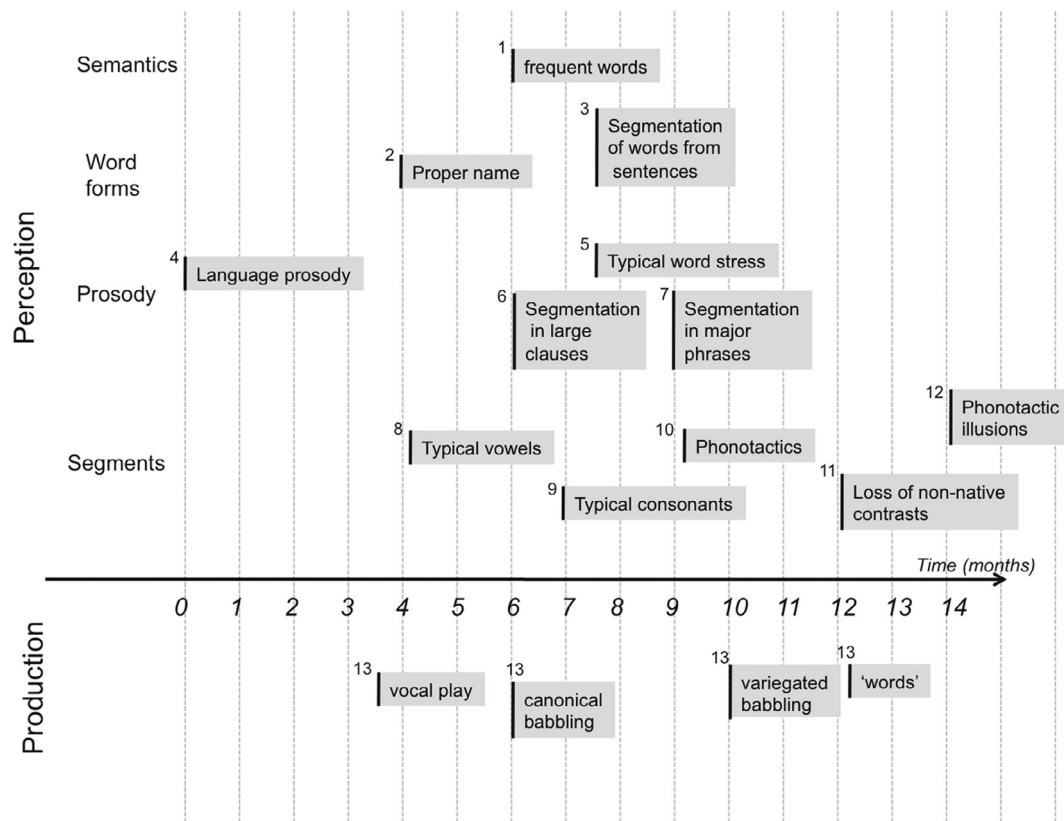 1
Semantics
frequent words
3
Segmentation
of words from
sentences
Word
forms
2
Proper name
Perception
4
Language prosody
Prosody
5
Typical word stress
6
Segmentation
in large
clauses
7
Segmentation
in major
phrases
12
Phonotactic
illusions
8
Typical vowels
10
Phonotactics
Segments
9
Typical consonants
11
Loss of non-native
contrasts
Time (months)
0 1 2 3 4 5 6 7 8 9 10 11 12 13 14
Production
13
vocal play
13
canonical
babbling
13
variegated
babbling
13
‘words’